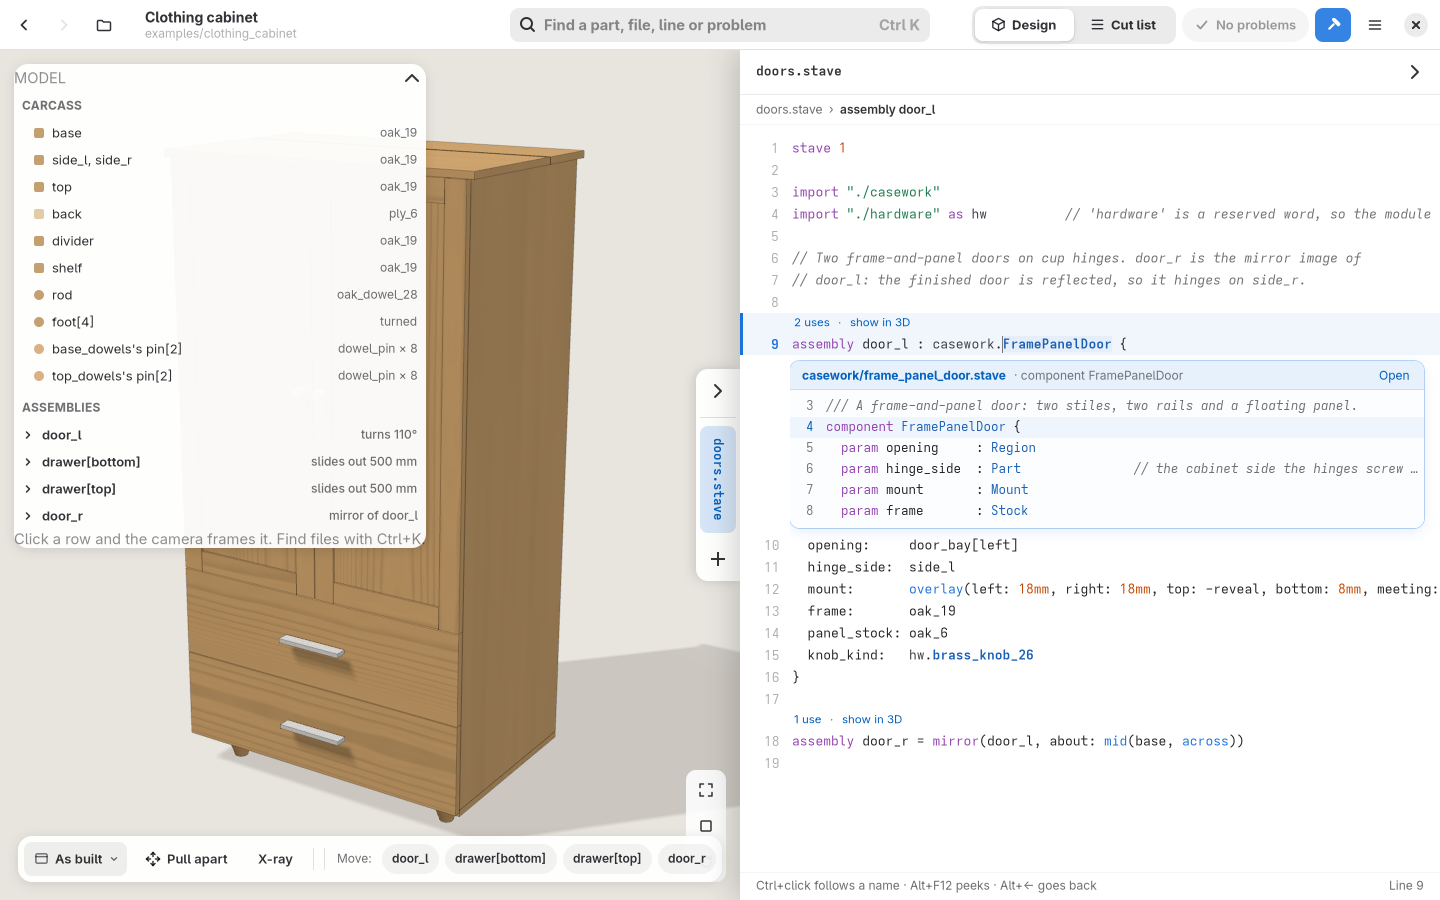 Clothing cabinet
examples/clothing_cabinet
Find a part, file, line or problem
Ctrl K
Design
Cut list
No problems
MODEL
CARCASS
base oak_19
side_l, side_r oak_19
top oak_19
back ply_6
divider oak_19
shelf oak_19
rod oak_dowel_28
foot[4] turned
base_dowels's pin[2] dowel_pin × 8
top_dowels's pin[2] dowel_pin × 8
ASSEMBLIES
door_l turns 110°
drawer[bottom] slides out 500 mm
drawer[top] slides out 500 mm
door_r mirror of door_l
Click a row and the camera frames it. Find files with Ctrl+K.
doors.stave
As built
Pull apart
X-ray
Move:
door_l
drawer[bottom]
drawer[top]
door_r
doors.stave
doors.stave › assembly door_l
1 stave 1
2
3 import "./casework"
4 import "./hardware" as hw // 'hardware' is a reserved word, so the module
5
6 // Two frame-and-panel doors on cup hinges. door_r is the mirror image of
7 // door_l: the finished door is reflected, so it hinges on side_r.
8
2 uses · show in 3D
9 assembly door_l : casework.FramePanelDoor {
casework/frame_panel_door.stave · component FramePanelDoor Open
3 /// A frame-and-panel door: two stiles, two rails and a floating panel.
4 component FramePanelDoor {
5 param opening : Region
6 param hinge_side : Part // the cabinet side the hinges screw …
7 param mount : Mount
8 param frame : Stock
10 opening: door_bay[left]
11 hinge_side: side_l
12 mount: overlay(left: 18mm, right: 18mm, top: -reveal, bottom: 8mm, meeting:
13 frame: oak_19
14 panel_stock: oak_6
15 knob_kind: hw.brass_knob_26
16 }
17
1 use · show in 3D
18 assembly door_r = mirror(door_l, about: mid(base, across))
19
Ctrl+click follows a name · Alt+F12 peeks · Alt+← goes back
Line 9